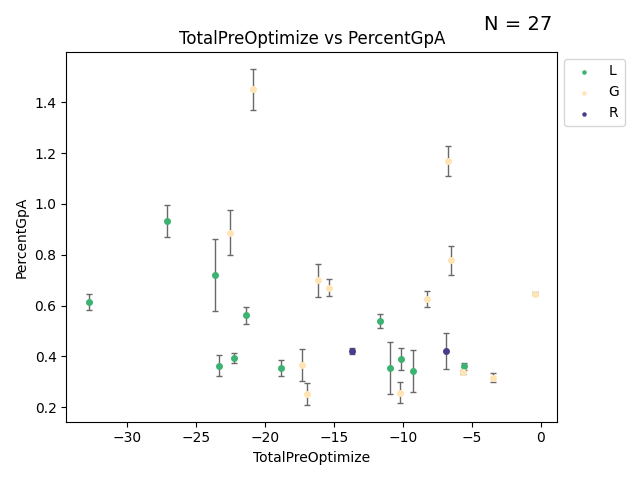 N = 27
TotalPreOptimize vs PercentGpA
L
G
R
PercentGpA
1.4
1.2
1.0
0.8
0.6
0.4
0.2
−30 −25 −20 −15 −10 −5 0
TotalPreOptimize